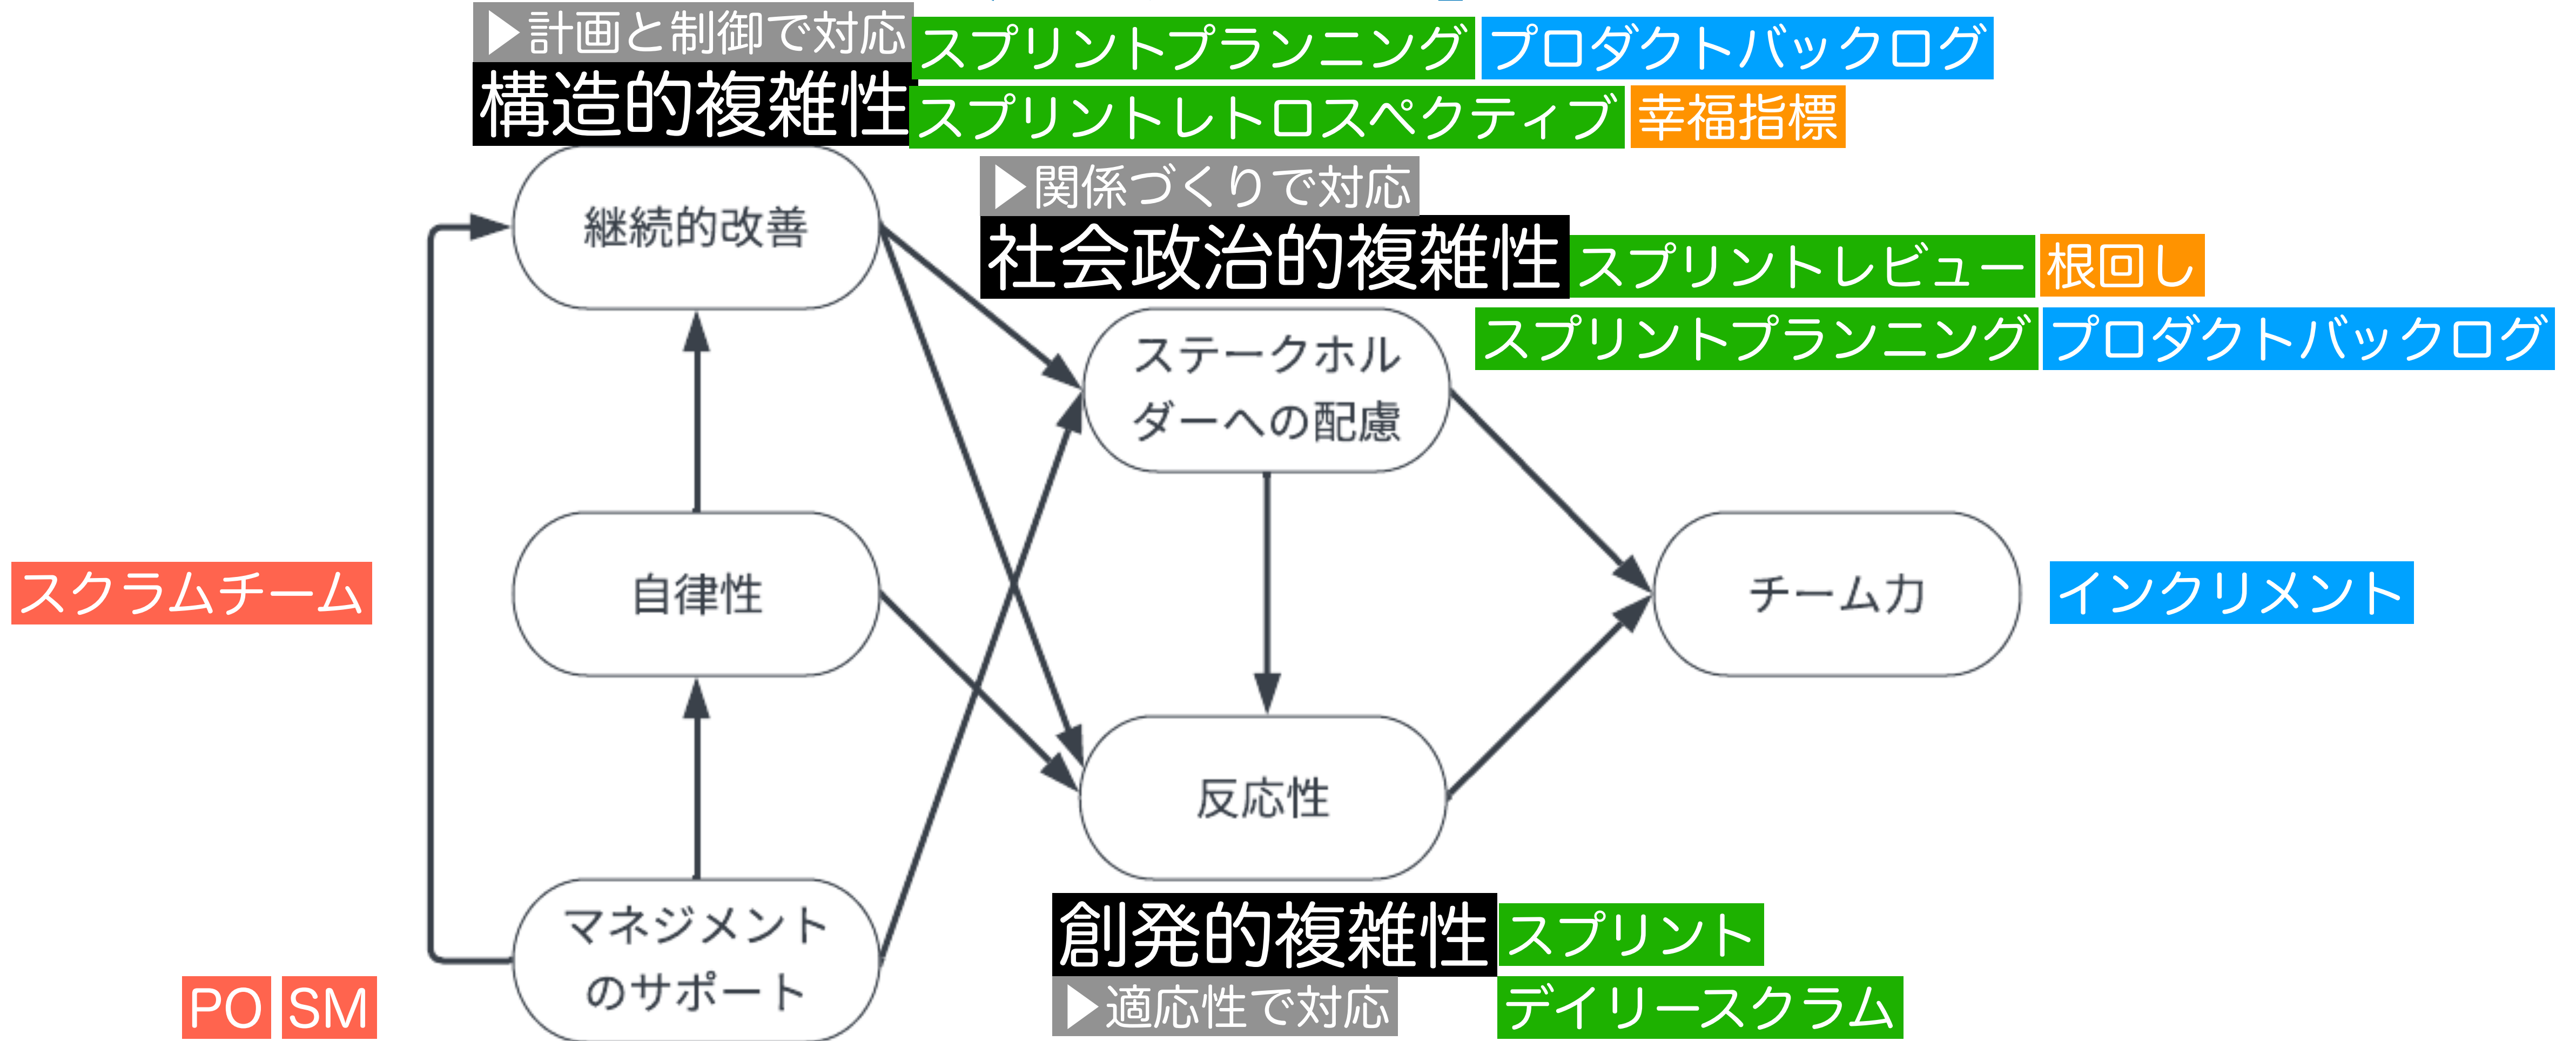 ▶計画と制御で対応
構造的複雑性
スプリントプランニング プロダクトバックログ
スプリントレトロスペクティブ 幸福指標
継続的改善
▶関係づくりで対応
社会政治的複雑性
スプリントレビュー 根回し
スプリントプランニング プロダクトバックログ
ステークホル
ダーへの配慮
スクラムチーム
自律性
チーム力
インクリメント
反応性
創発的複雑性
スプリント
▶適応性で対応
デイリースクラム
マネジメント
のサポート
PO SM